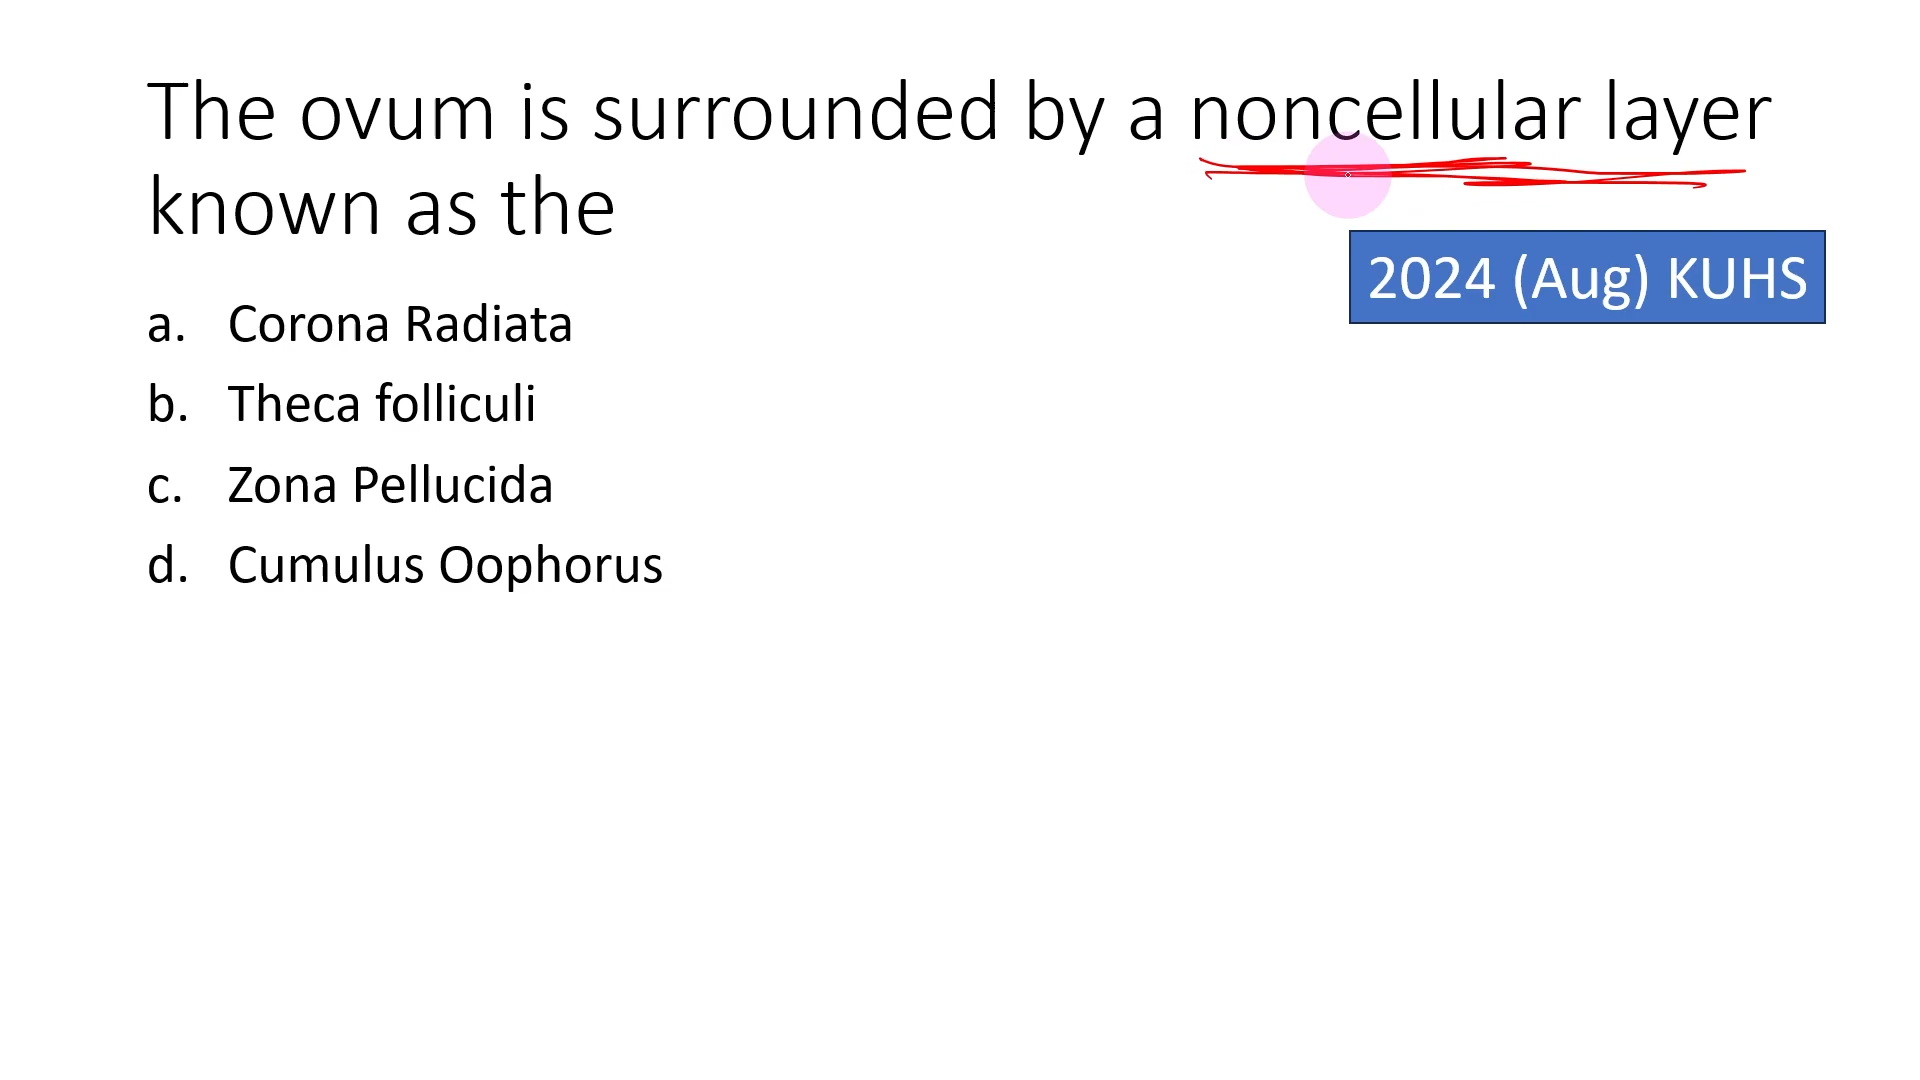 The ovum is surrounded by a noncellular layer
known as the
2024 (Aug) KUHS
a. Corona Radiata
b. Theca folliculi
c. Zona Pellucida
d. Cumulus Oophorus